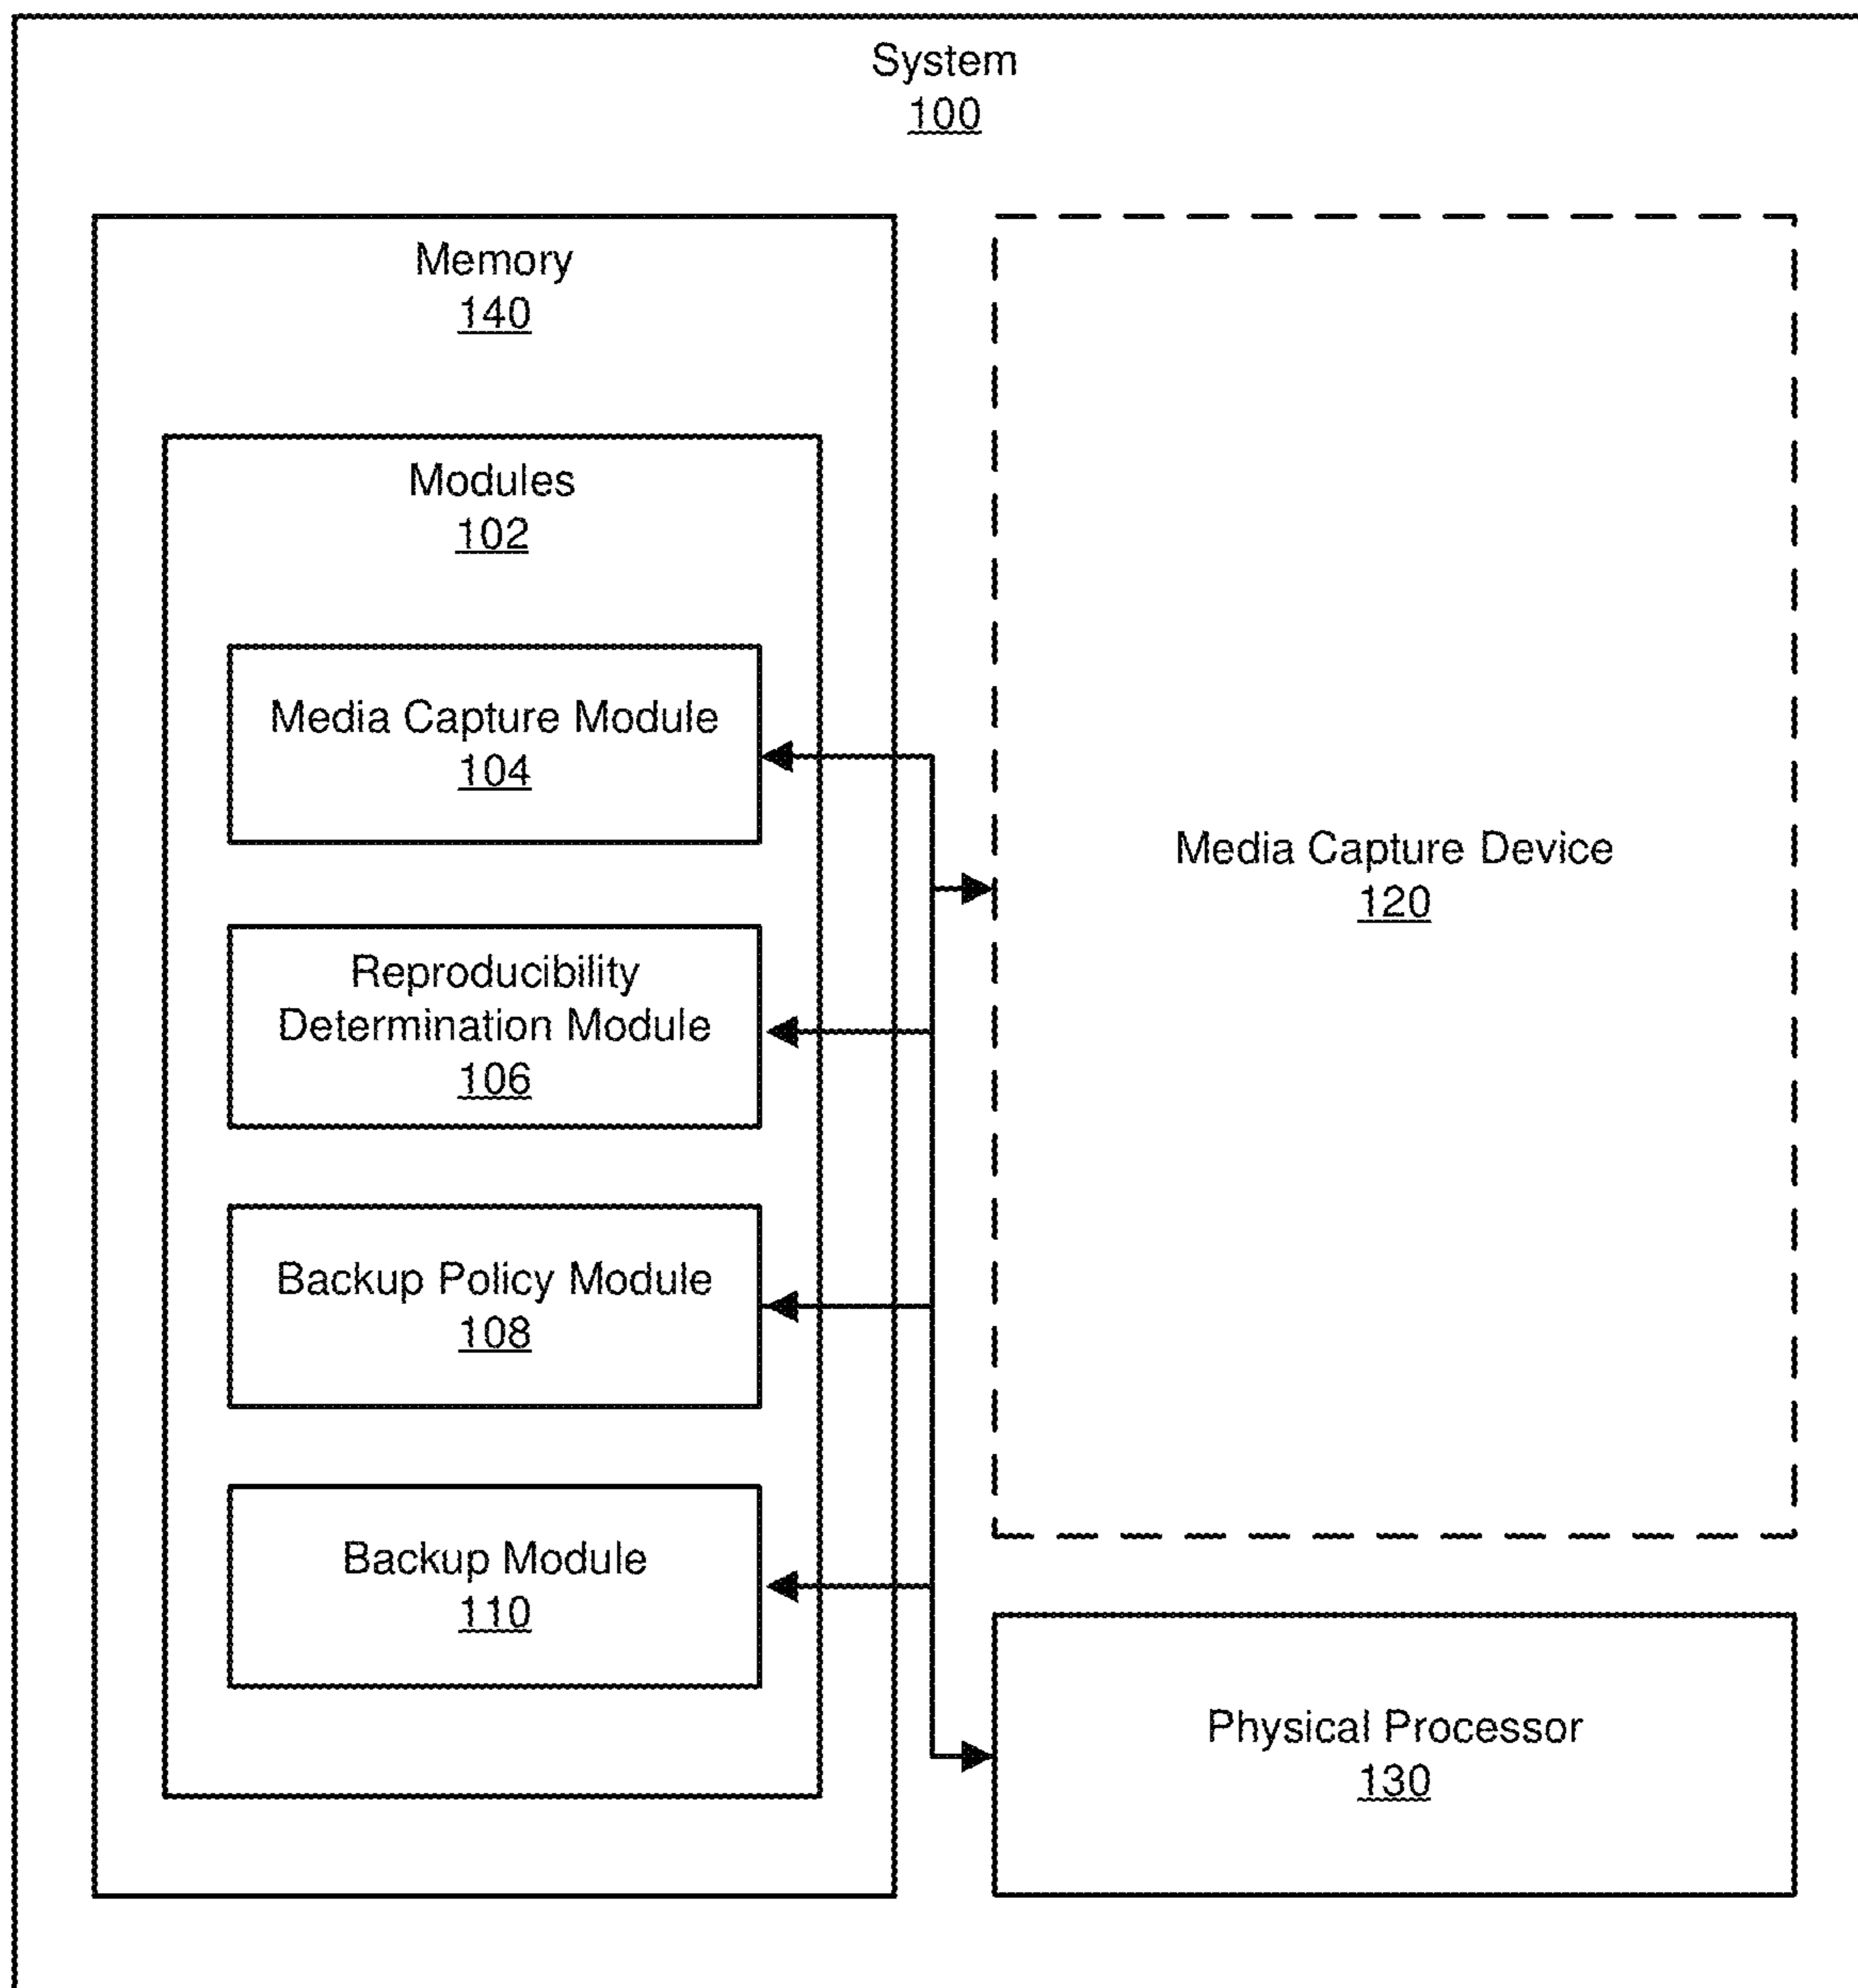 System
100
Memory
140
Modules
102
Media Capture Module
104
Reproducibility
Determination Module
106
Backup Policy Module
108
Backup Module
110
Media Capture Device
120
Physical Processor
130